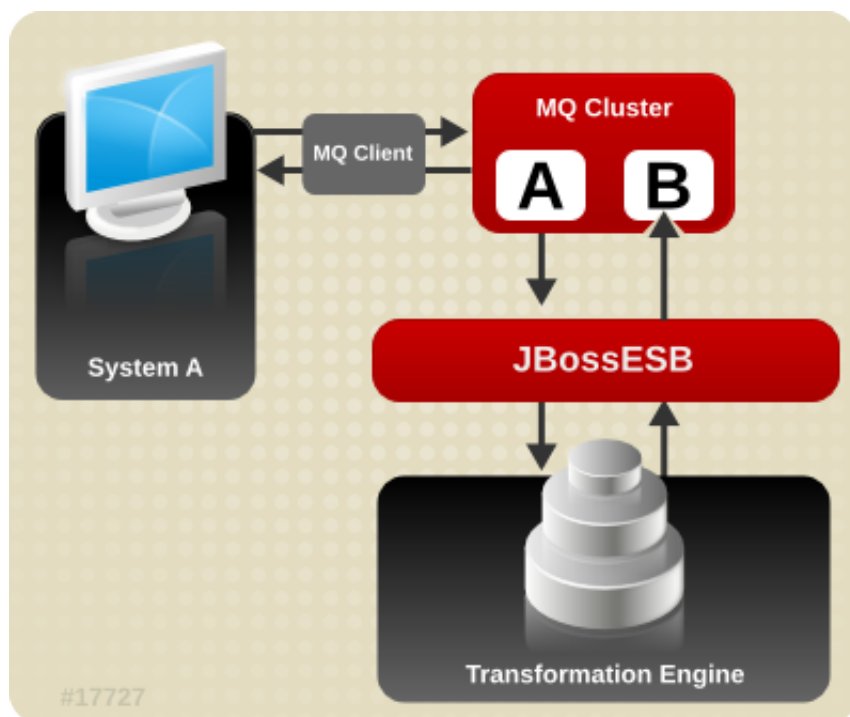 MQ Cluster
MQ Client
A B
System A
JBossESB
Transformation Engine
#17727